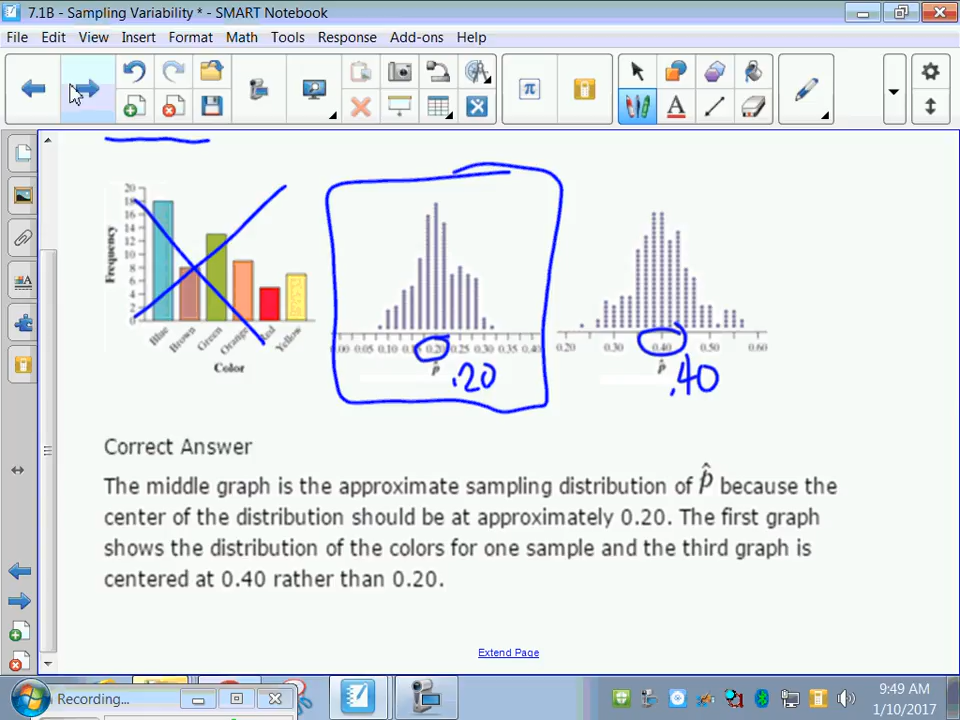 7.1B - Sampling Variability * - SMART Notebook
File Edit View Insert Format Math Tools Response Add-ons Help
20
18
16
14
12
10
8
6
4
2
0
Frequency
Blue
Brown
Green
Orange
Red
Yellow
Color
0.05 0.10 0.20 0.25 0.30 0.35 0.40
p̂
.20
0.20 0.30 0.40 0.50 0.60
p̂
.40
Correct Answer
The middle graph is the approximate sampling distribution of p̂ because the
center of the distribution should be at approximately 0.20. The first graph
shows the distribution of the colors for one sample and the third graph is
centered at 0.40 rather than 0.20.
Extend Page
Recording...
9:49 AM
1/10/2017